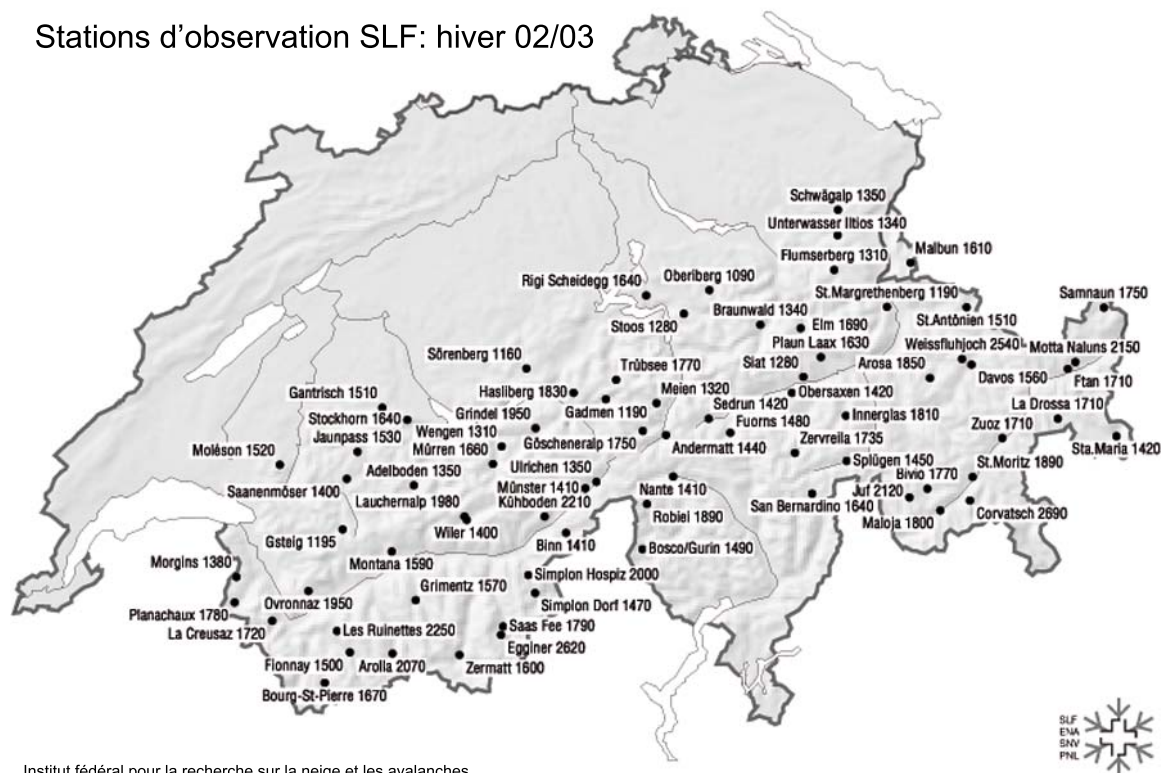 Stations d’observation SLF: hiver 02/03
Schwägalp 1350
Unterwasser Iltios 1340
Flumserberg 1310
Malbun 1610
Rigi Scheidegg 1640
Oberiberg 1090
St.Margrethenberg 1190
Samnaun 1750
Stoos 1280
Braunwald 1340
Elm 1690
St.Antönien 1510
Plaun Laax 1630
Weissfluhjoch 2540
Motta Naluns 2150
Sörenberg 1160
Trübsee 1770
Siat 1280
Arosa 1850
Davos 1560
Ftan 1710
Gantrisch 1510
Hasliberg 1830
Meien 1320
Obersaxen 1420
Stockhorn 1640
Grindel 1950
Gadmen 1190
Sedrun 1420
Innerglas 1810
La Drossa 1710
Jaunpass 1530
Wengen 1310
Göscheneralp 1750
Fuorns 1480
Zuoz 1710
Moléson 1520
Mürren 1660
Andermatt 1440
Zervreila 1735
Sta.Maria 1420
Adelboden 1350
Ulrichen 1350
Splügen 1450
St.Moritz 1890
Saanenmöser 1400
Münster 1410
Nante 1410
Bivio 1770
Lauchernalp 1980
Kühboden 2210
San Bernardino 1640
Juf 2120
Wiler 1400
Robiei 1890
Maloja 1800
Corvatsch 2690
Gsteig 1195
Binn 1410
Bosco/Gurin 1490
Morgins 1380
Montana 1590
Simplon Hospiz 2000
Grimentz 1570
Ovronnaz 1950
Simplon Dorf 1470
Planachaux 1780
La Creusaz 1720
Les Ruinettes 2250
Saas Fee 1790
Egginer 2620
Fionnay 1500
Arolla 2070
Zermatt 1600
Bourg-St-Pierre 1670
SLF
ENA
SNV
PNL
Institut fédéral pour la recherche sur la neige et les avalanches